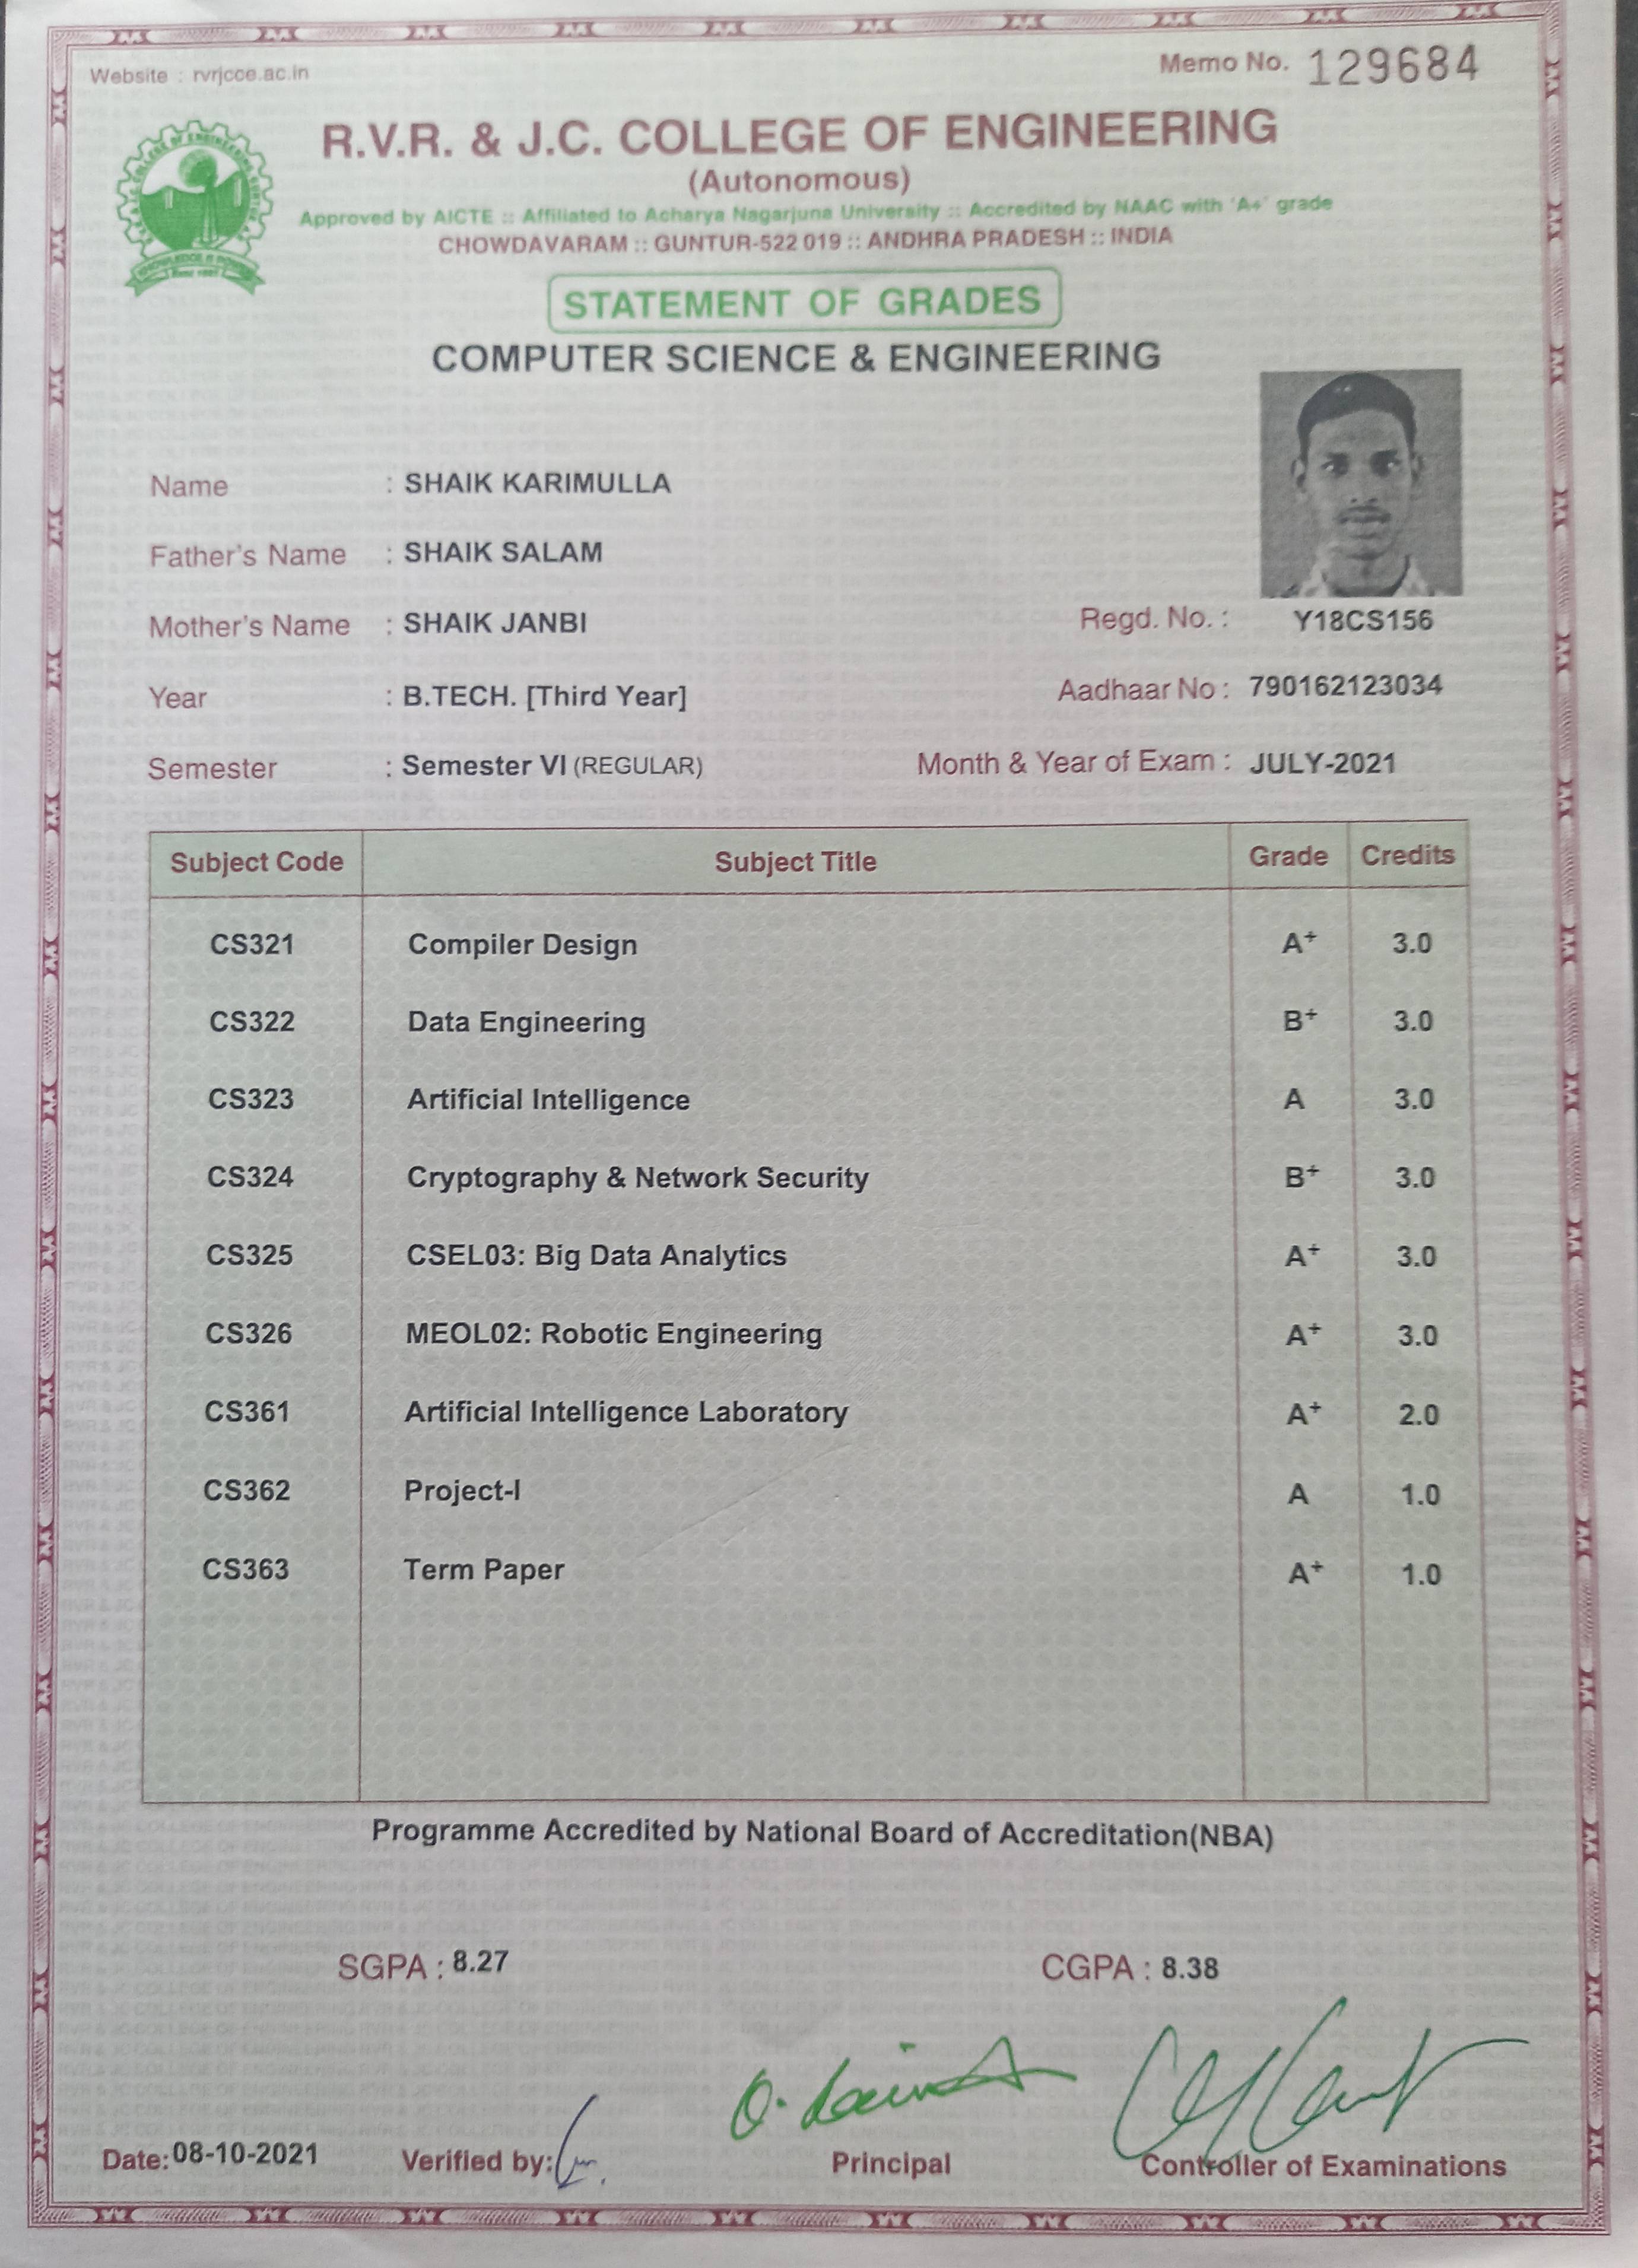 Website : rvrjcce.ac.in
Memo No. 129684
R.V.R. & J.C. COLLEGE OF ENGINEERING
(Autonomous)
Approved by AICTE :: Affiliated to Acharya Nagarjuna University :: Accredited by NAAC with 'A+' grade
CHOWDAVARAM :: GUNTUR-522 019 :: ANDHRA PRADESH :: INDIA
STATEMENT OF GRADES
COMPUTER SCIENCE & ENGINEERING
Name : SHAIK KARIMULLA
Father's Name : SHAIK SALAM
Mother's Name : SHAIK JANBI Regd. No. : Y18CS156
Year : B.TECH. [Third Year] Aadhaar No : 790162123034
Semester : Semester VI (REGULAR) Month & Year of Exam : JULY-2021
Subject Code Subject Title Grade Credits
CS321 Compiler Design A+ 3.0
CS322 Data Engineering B+ 3.0
CS323 Artificial Intelligence A 3.0
CS324 Cryptography & Network Security B+ 3.0
CS325 CSEL03: Big Data Analytics A+ 3.0
CS326 MEOL02: Robotic Engineering A+ 3.0
CS361 Artificial Intelligence Laboratory A+ 2.0
CS362 Project-I A 1.0
CS363 Term Paper A+ 1.0
Programme Accredited by National Board of Accreditation(NBA)
SGPA : 8.27 CGPA : 8.38
Date: 08-10-2021 Verified by: Principal Controller of Examinations